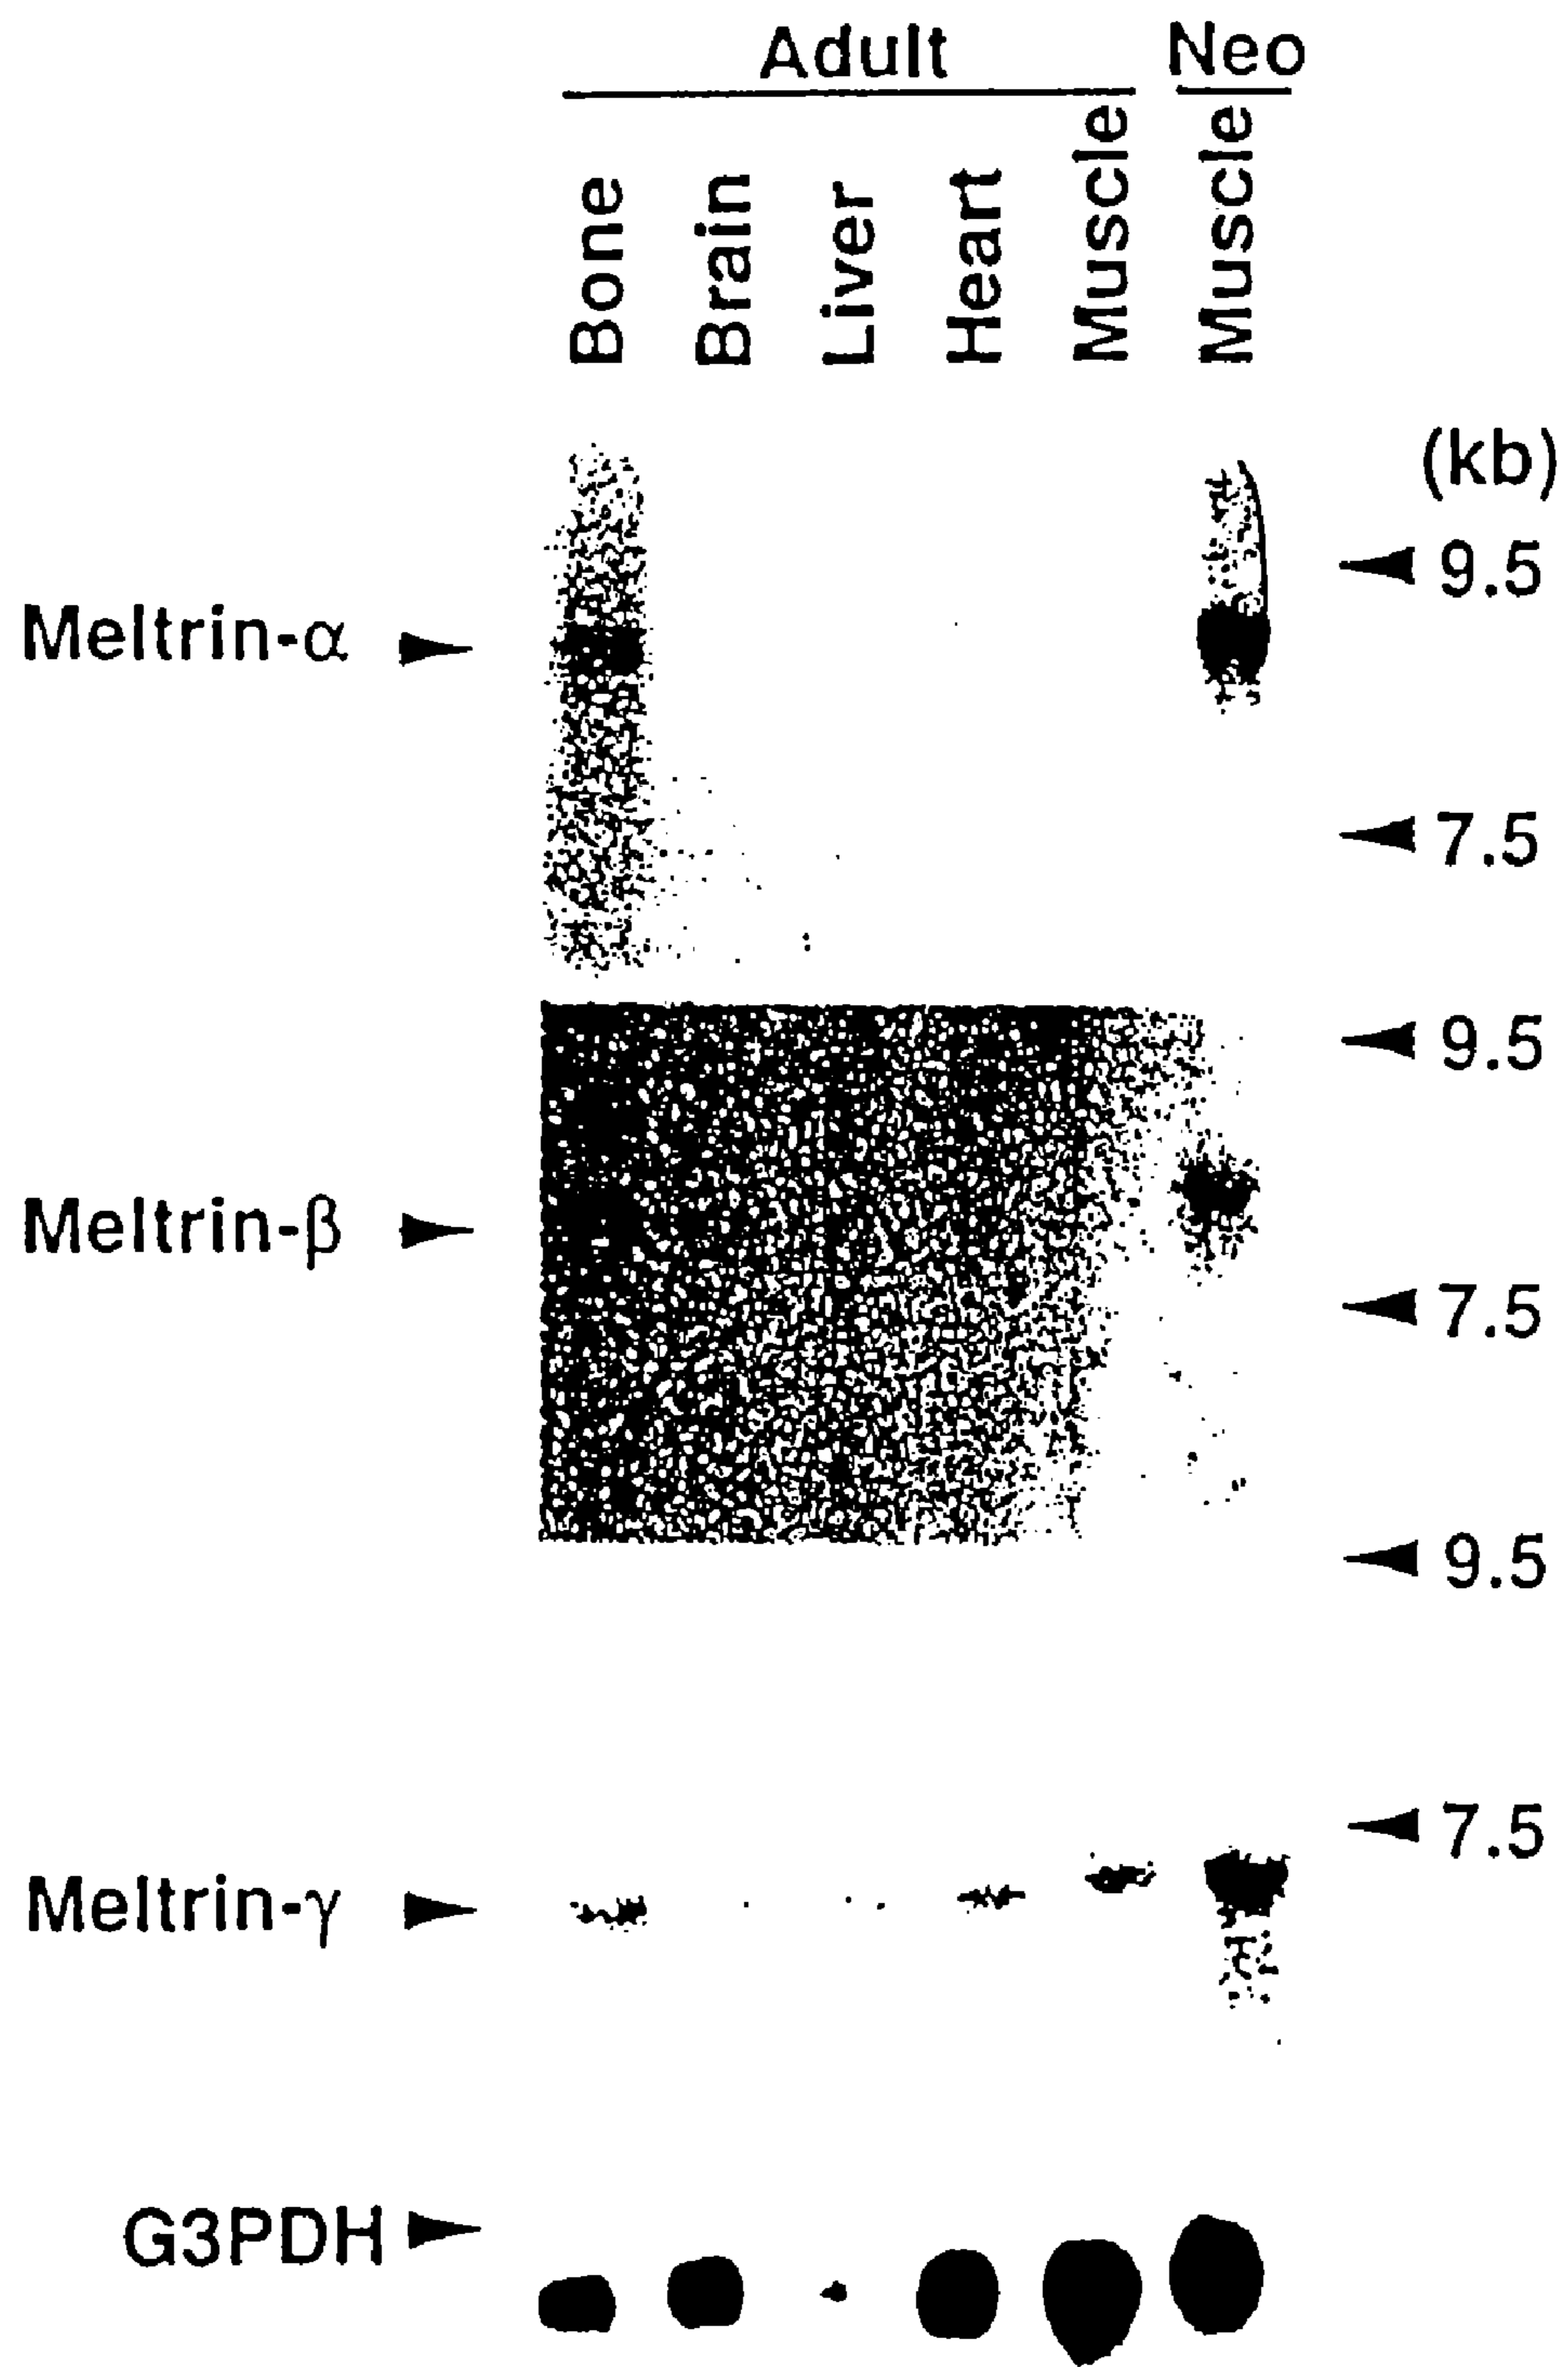 Adult Neo
Bone Brain Liver Heart Muscle Muscle
(kb)
9.5
Meltrin-α
7.5
9.5
Meltrin-β
7.5
9.5
7.5
Meltrin-γ
G3PDH